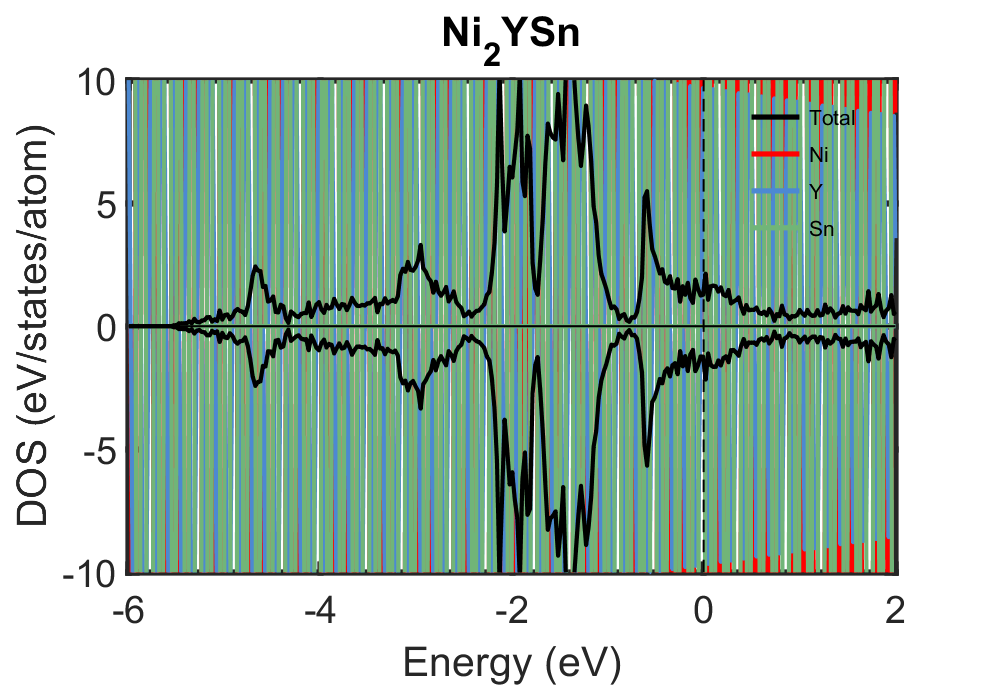 Ni₂YSn
DOS (eV/states/atom)
10
5
0
-5
-10
Total
Ni
Y
Sn
-6 -4 -2 0 2
Energy (eV)